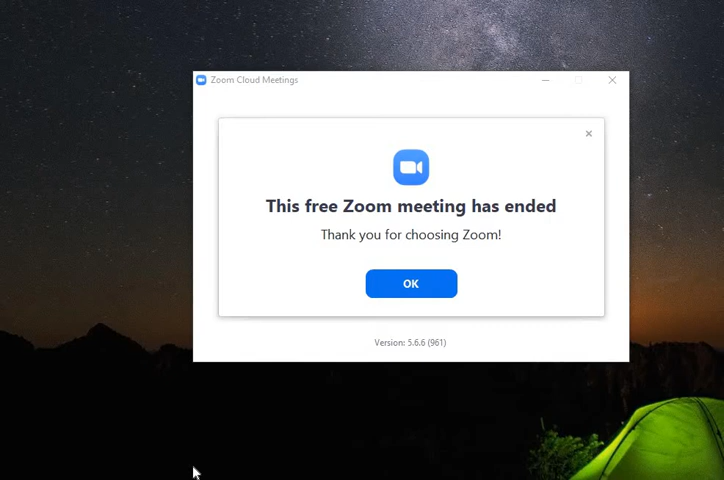 Zoom Cloud Meetings
This free Zoom meeting has ended
Thank you for choosing Zoom!
OK
Version: 5.6.6 (961)